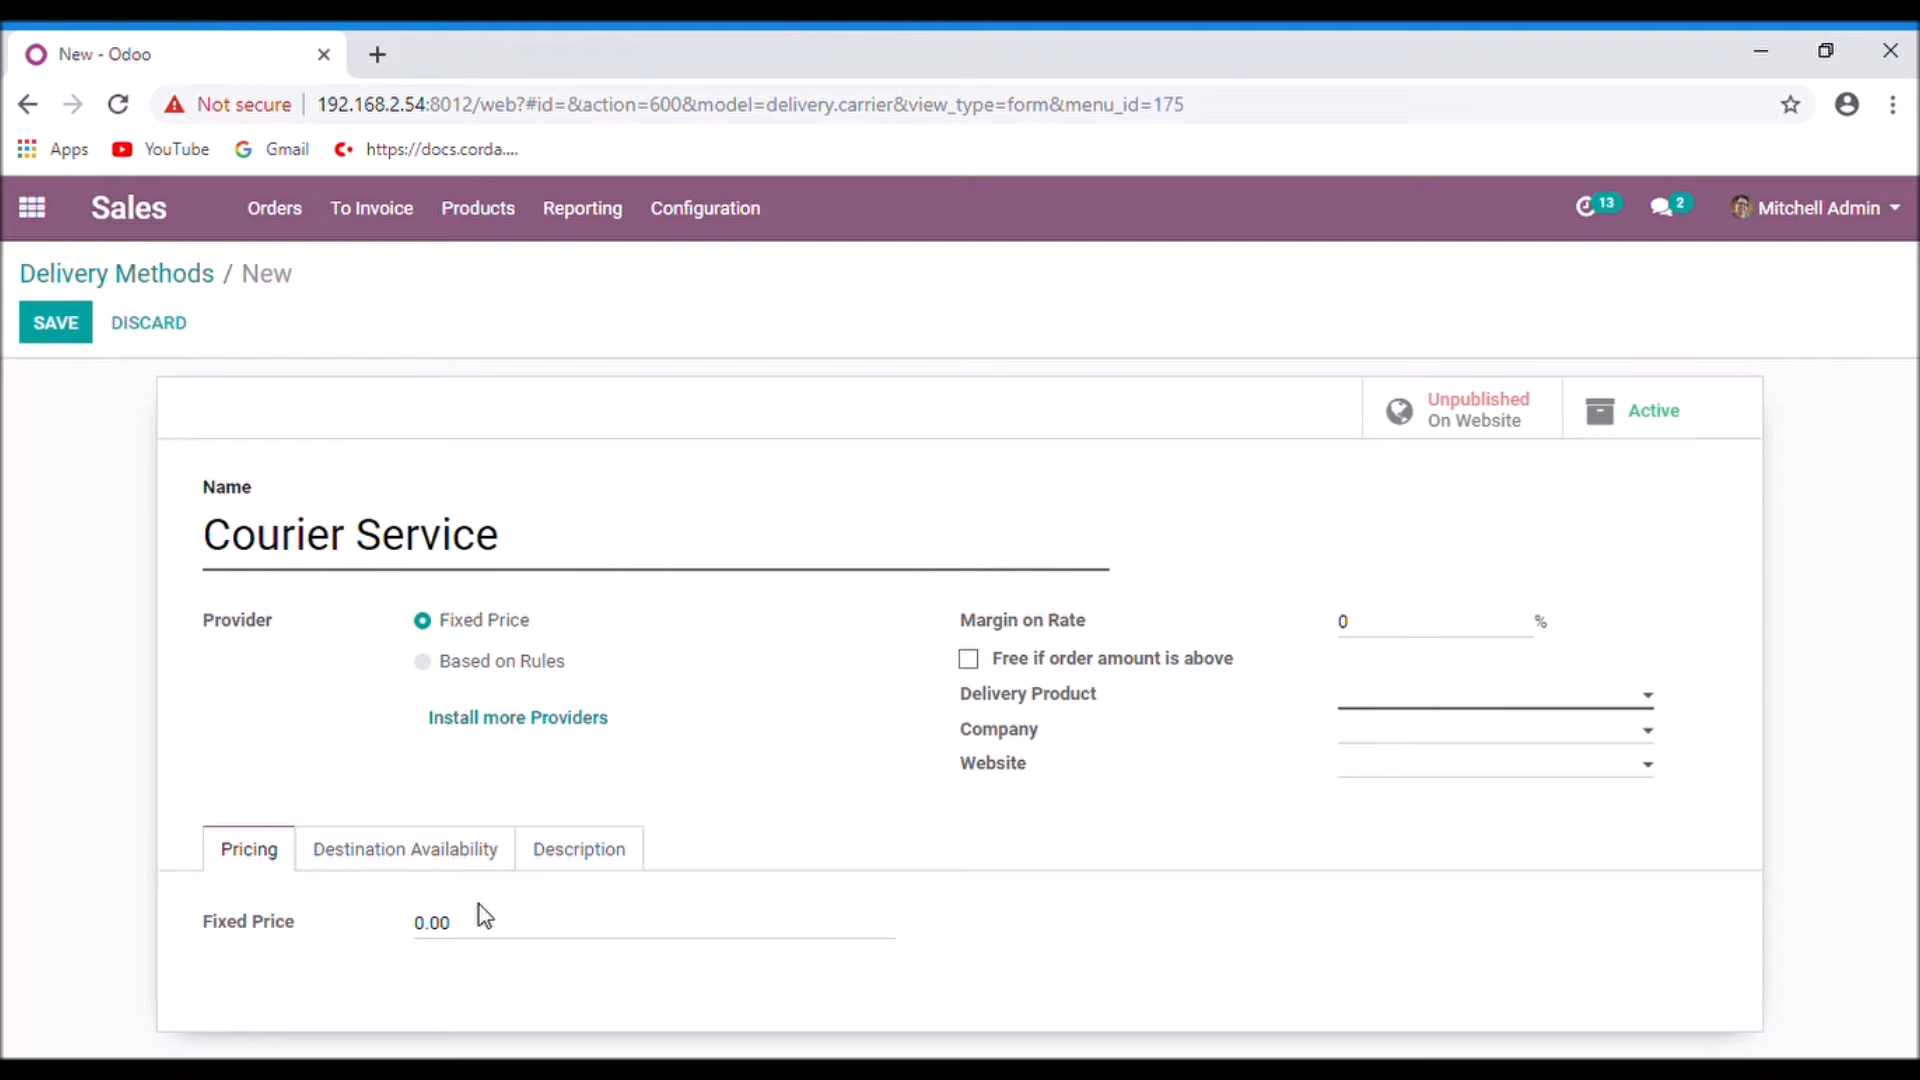 New - Odoo
Not secure 192.168.2.54:8012/web?#id=&action=600&model=delivery.carrier&view_type=form&menu_id=175
Apps YouTube Gmail https://docs.corda....
Sales Orders To Invoice Products Reporting Configuration 13 2 Mitchell Admin
Delivery Methods / New
SAVE DISCARD
Unpublished
On Website
Active
Name
Courier Service
Provider Fixed Price Margin on Rate 0 %
Based on Rules Free if order amount is above
Delivery Product
Install more Providers
Company
Website
Pricing Destination Availability Description
Fixed Price 0.00